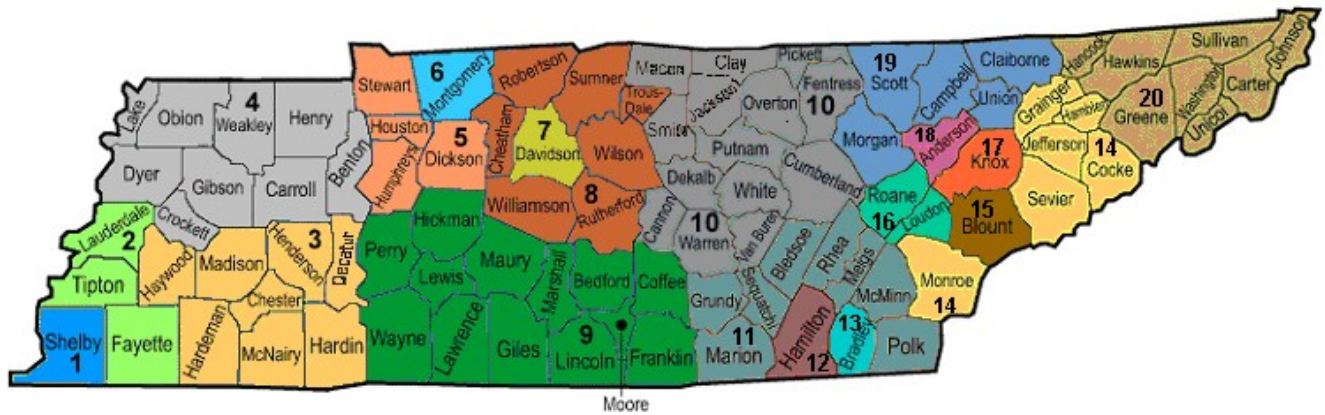 Lake
Obion
4
Weakley
Henry
Stewart
6
Montgomery
Robertson
Sumner
Macon
Clay
Pickett
Fentress
19
Scott
Campbell
Claiborne
Union
Hancock
Hawkins
Sullivan
Johnson
Carter
Washington
Unicoi
20
Greene
Grainger
Hamblen
Jefferson
14
Cocke
Sevier
Dyer
Gibson
Carroll
Benton
Crockett
Houston
Humphreys
5
Dickson
Cheatham
7
Davidson
Wilson
Trous-
Dale
Smith
Jackson
Overton
10
Putnam
Morgan
18
Anderson
17
Knox
Williamson
8
Rutherford
Dekalb
White
Cumberland
Cannon
10
Warren
Van Buren
Bledsoe
Rhea
Meigs
Roane
16
Loudon
15
Blount
Lauderdale
2
Tipton
Haywood
Madison
Henderson
3
Decatur
Chester
Hickman
Perry
Lewis
Maury
Marshall
Bedford
Coffee
Grundy
Sequatchi
McMinn
Monroe
14
Shelby
1
Fayette
Hardeman
McNairy
Hardin
Wayne
Lawrence
Giles
9
Lincoln
Franklin
11
Marion
Hamilton
12
13
Bradley
Polk
Moore